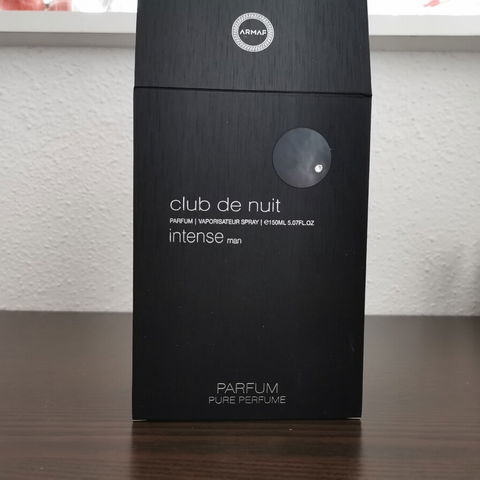 ARMAF
club de nuit
PARFUM | VAPORISATEUR SPRAY | ℮150ML 5.07FL.OZ
intense man
PARFUM
PURE PERFUME